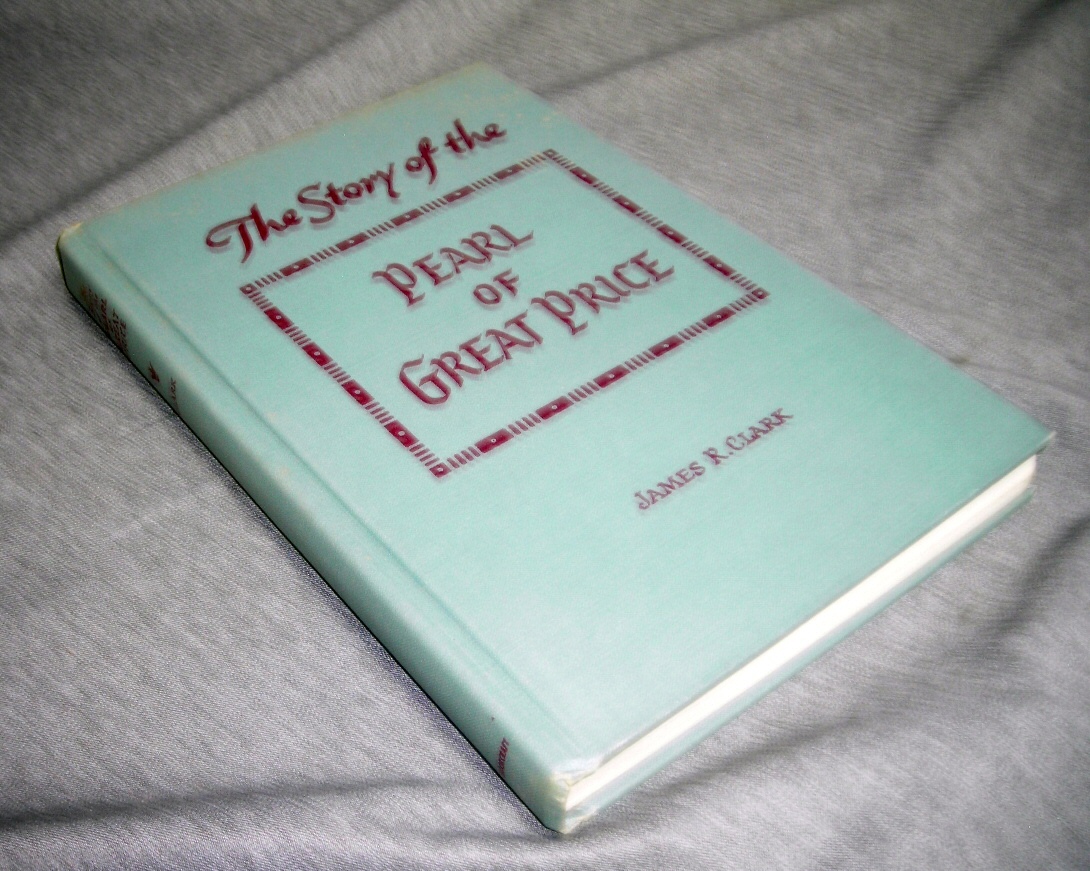 The Story of the
PEARL
OF
GREAT PRICE
JAMES R. CLARK